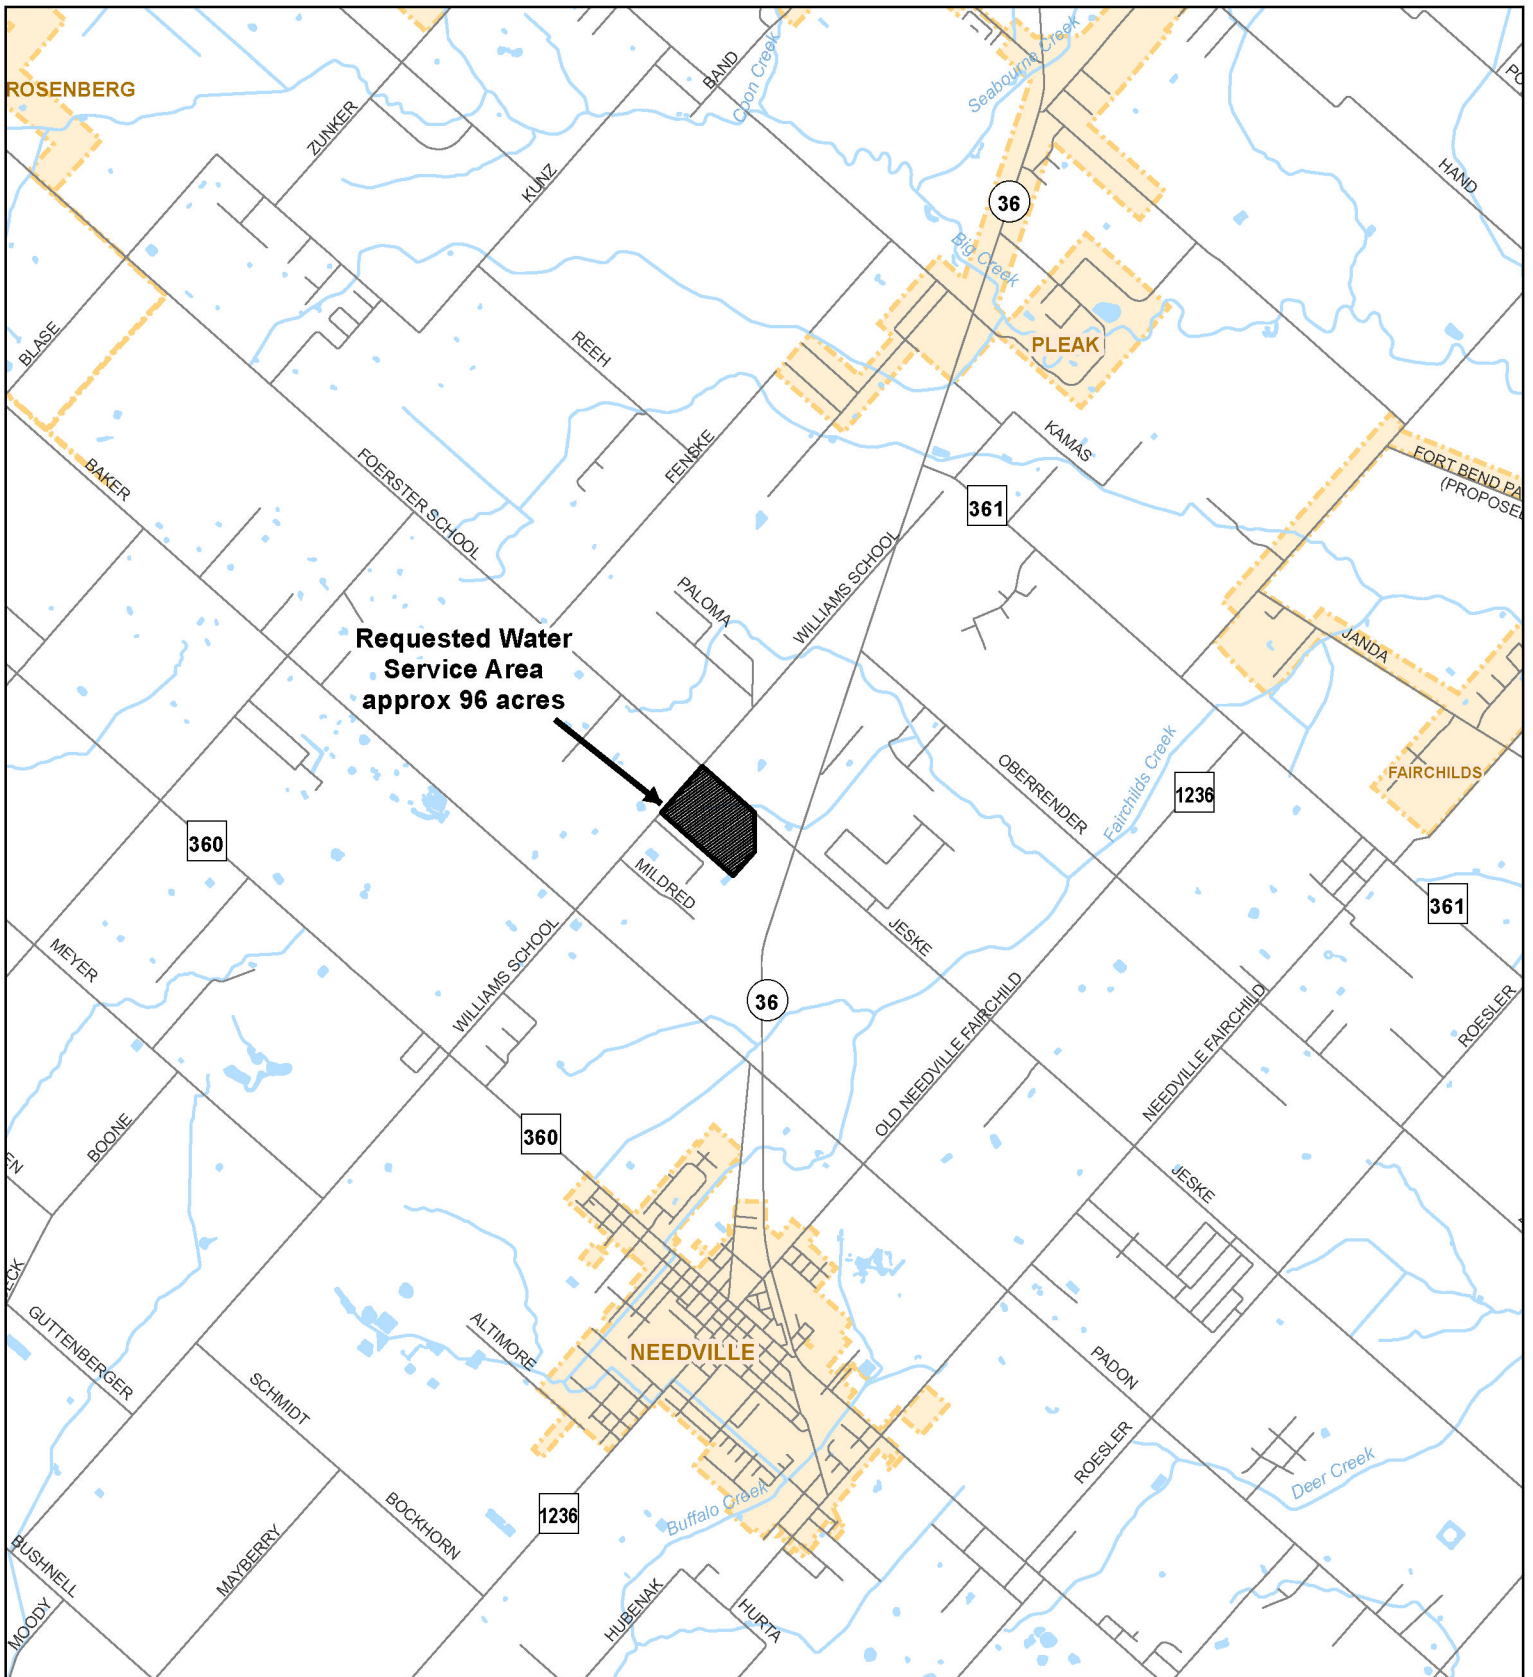 ROSENBERG
ZUNKER
BAND
Coon Creek
Seabourne Creek
KUNZ
36
HAND
Big Creek
BLASE
REEH
PLEAK
BAKER
FOERSTER SCHOOL
FENSKE
KAMAS
FORT BEND PA
(PROPOSED
361
WILLIAMS SCHOOL
PALOMA
Requested Water
Service Area
approx 96 acres
JANDA
OBERRENDER
Fairchilds Creek
FAIRCHILDS
1236
360
MILDRED
361
JESKE
MEYER
WILLIAMS SCHOOL
36
OLD NEEDVILLE FAIRCHILD
NEEDVILLE FAIRCHILD
ROESLER
BOONE
360
EN
JESKE
ECK
GUTTENBERGER
ALTIMORE
NEEDVILLE
PADON
SCHMIDT
ROESLER
Deer Creek
BOCKHORN
1236
Buffalo Creek
BUSHNELL
MAYBERRY
MOODY
HUBENAK
HURTA